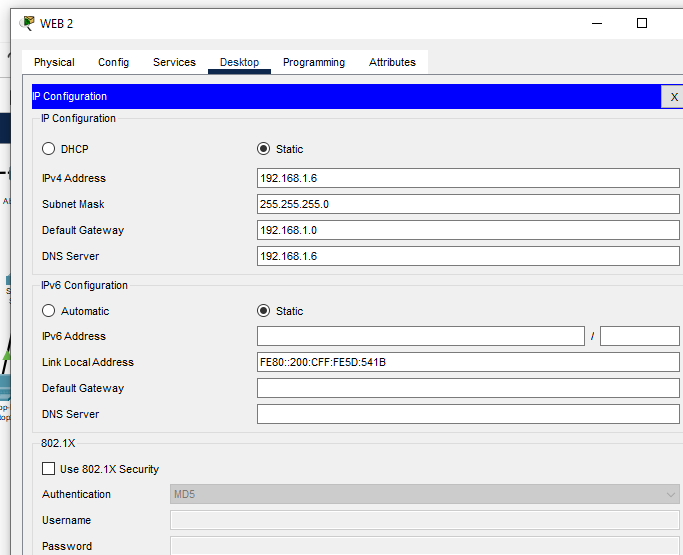 WEB 2
Physical Config Services Desktop Programming Attributes
IP Configuration X
IP Configuration
DHCP Static
IPv4 Address 192.168.1.6
Subnet Mask 255.255.255.0
Default Gateway 192.168.1.0
DNS Server 192.168.1.6
IPv6 Configuration
Automatic Static
IPv6 Address /
Link Local Address FE80::200:CFF:FE5D:541B
Default Gateway
DNS Server
802.1X
Use 802.1X Security
Authentication MD5
Username
Password